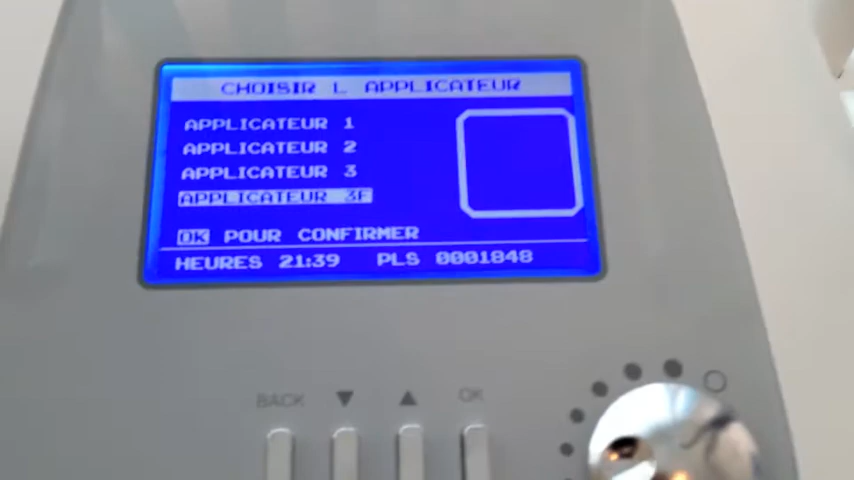 CHOISIR L APPLICATEUR
APPLICATEUR 1
APPLICATEUR 2
APPLICATEUR 3
APPLICATEUR 3F
OK POUR CONFIRMER
HEURES 21:39 PLS 0001848
BACK ▼ ▲ OK